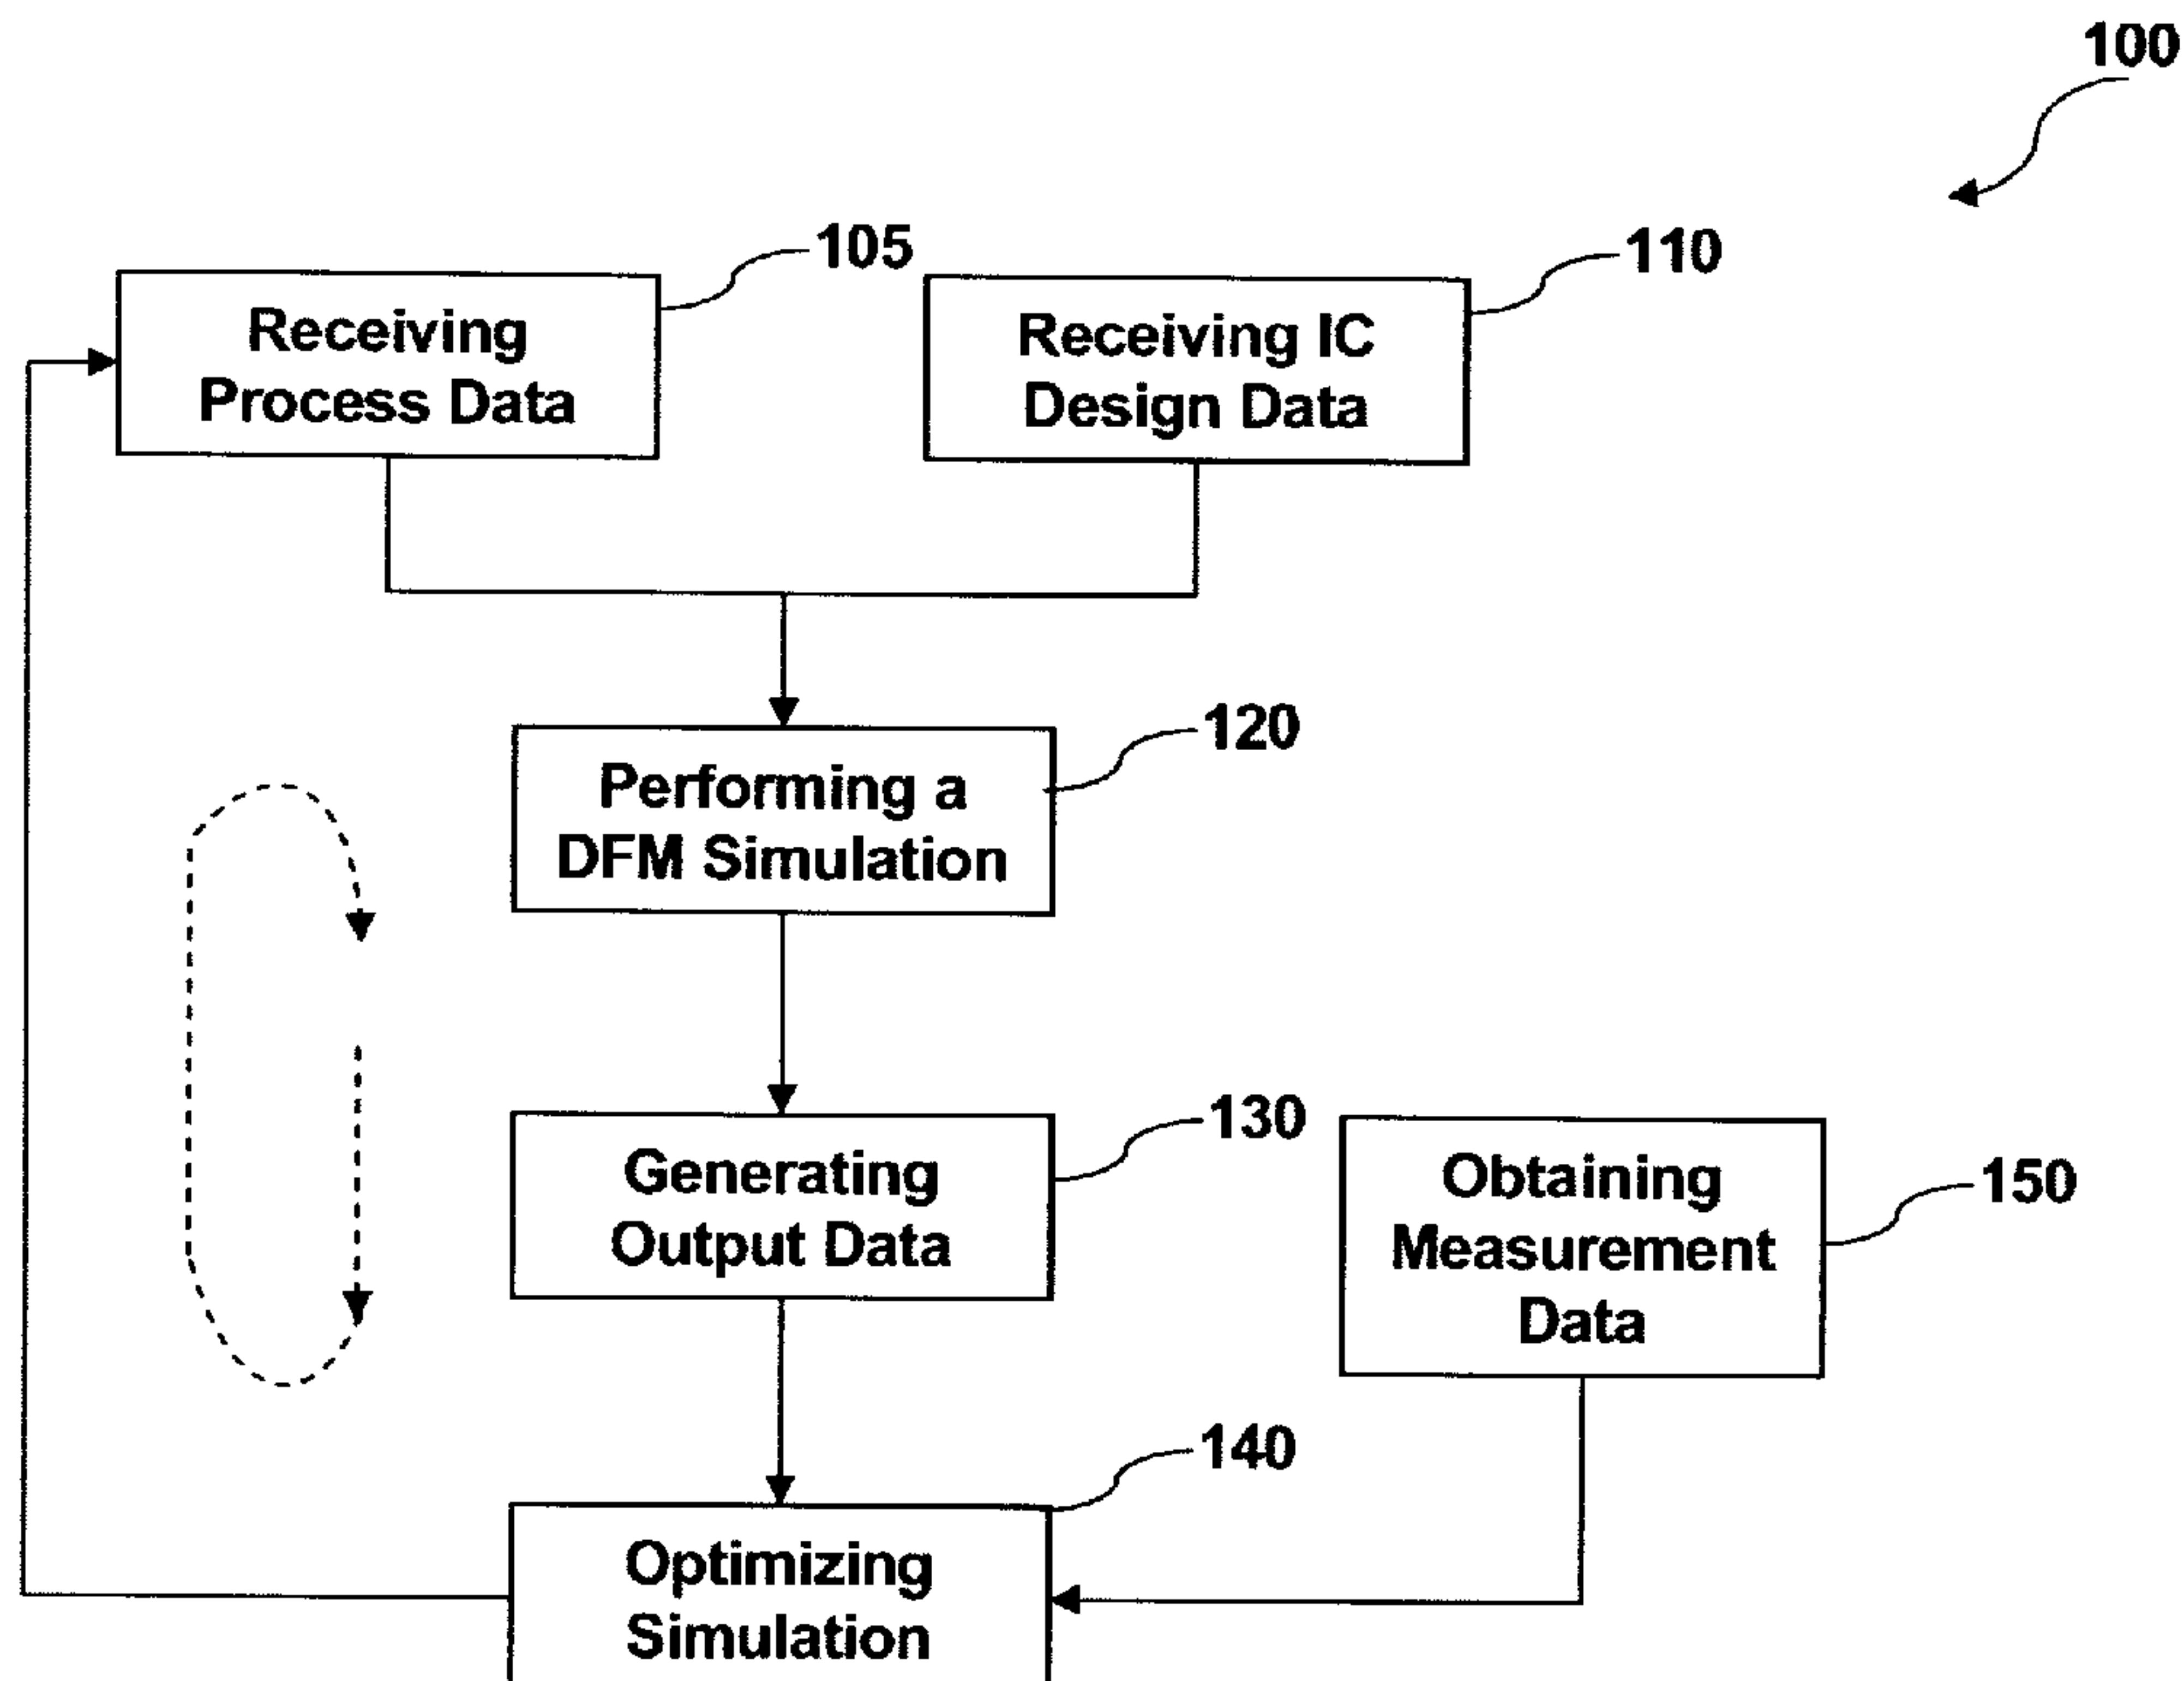 100
105
110
Receiving
Process Data
Receiving IC
Design Data
120
Performing a
DFM Simulation
130
Generating
Output Data
150
Obtaining
Measurement
Data
140
Optimizing
Simulation